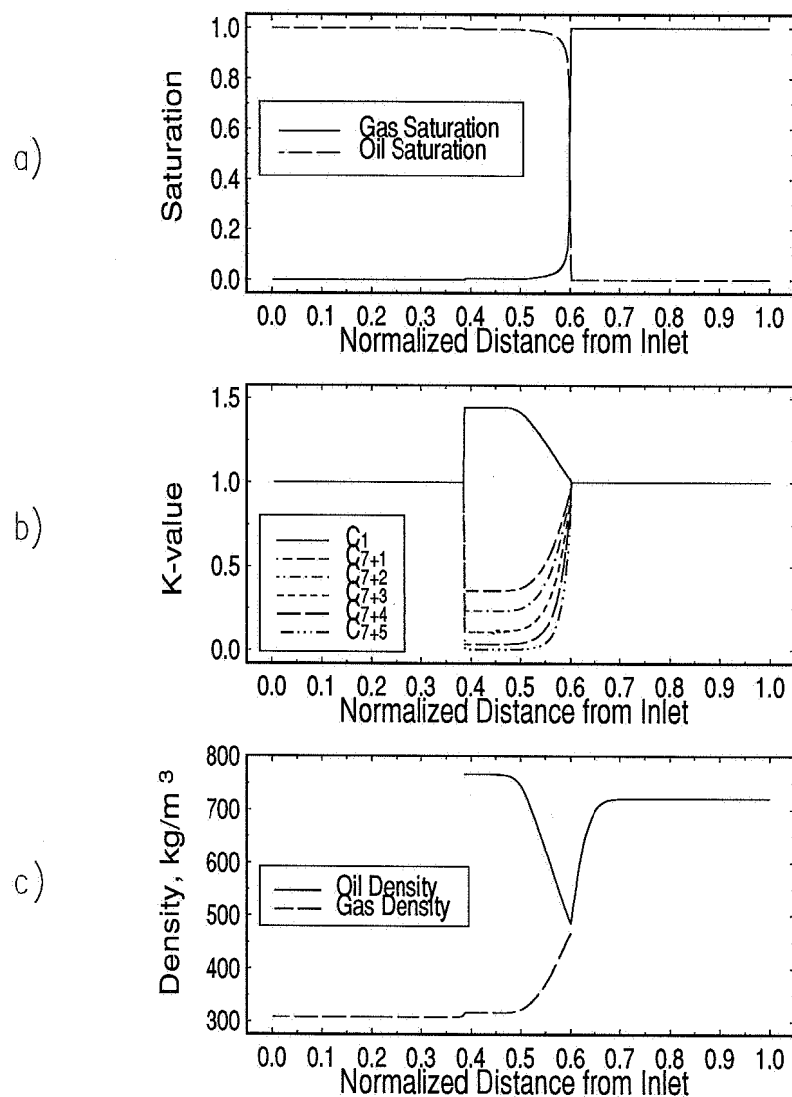 a)
Saturation
1.0
0.8
0.6
0.4
0.2
0.0
Gas Saturation
Oil Saturation
0.0 0.1 0.2 0.3 0.4 0.5 0.6 0.7 0.8 0.9 1.0
Normalized Distance from Inlet
b)
K-value
1.5
1.0
0.5
0.0
C1
C7+1
C7+2
C7+3
C7+4
C7+5
0.0 0.1 0.2 0.3 0.4 0.5 0.6 0.7 0.8 0.9 1.0
Normalized Distance from Inlet
c)
Density, kg/m³
800
700
600
500
400
300
Oil Density
Gas Density
0.0 0.1 0.2 0.3 0.4 0.5 0.6 0.7 0.8 0.9 1.0
Normalized Distance from Inlet